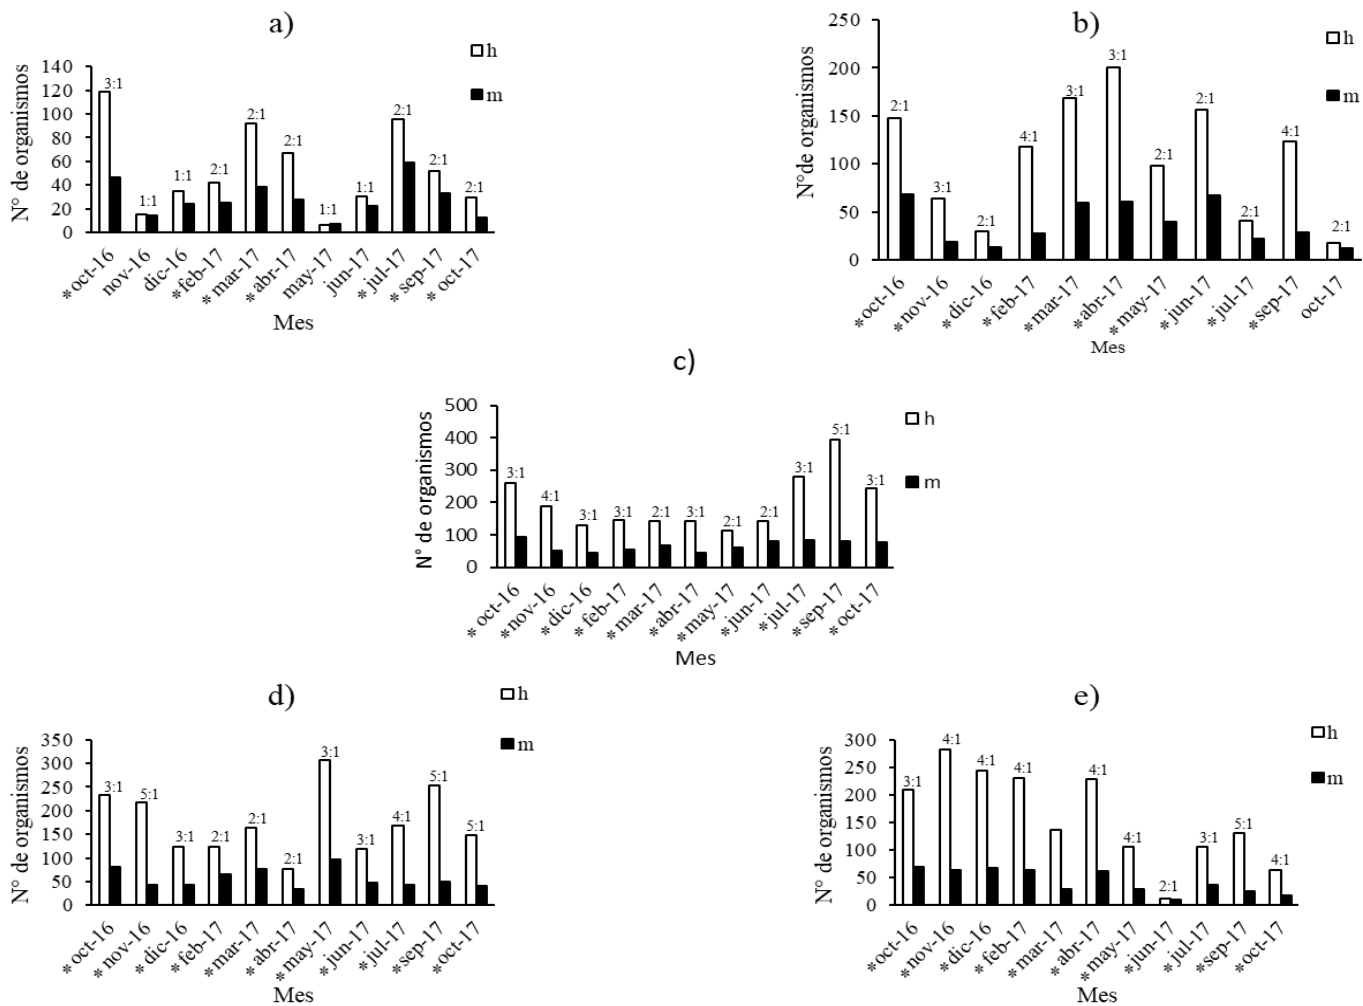 a)
h
m
N° de organismos
140
120
100
80
60
40
20
0
3:1
1:1
1:1
2:1
2:1
2:1
1:1
1:1
2:1
2:1
2:1
*oct-16
nov-16
dic-16
*feb-17
*mar-17
*abr-17
may-17
jun-17
*jul-17
*sep-17
*oct-17
Mes
b)
h
m
N°de organismos
250
200
150
100
50
0
2:1
3:1
2:1
4:1
3:1
3:1
2:1
2:1
2:1
4:1
2:1
*oct-16
*nov-16
*dic-16
*feb-17
*mar-17
*abr-17
*may-17
*jun-17
*jul-17
*sep-17
oct-17
Mes
c)
h
m
N° de organismos
500
400
300
200
100
0
3:1
4:1
3:1
3:1
2:1
3:1
2:1
2:1
3:1
5:1
3:1
*oct-16
*nov-16
*dic-16
*feb-17
*mar-17
*abr-17
*may-17
*jun-17
*jul-17
*sep-17
*oct-17
Mes
d)
h
m
N° de organismos
350
300
250
200
150
100
50
0
3:1
5:1
3:1
2:1
2:1
2:1
3:1
3:1
4:1
5:1
5:1
*oct-16
*nov-16
*dic-16
*feb-17
*mar-17
*abr-17
*may-17
*jun-17
*jul-17
*sep-17
*oct-17
Mes
e)
h
m
N° de organismos
300
250
200
150
100
50
0
3:1
4:1
4:1
4:1
4:1
4:1
2:1
3:1
5:1
4:1
*oct-16
*nov-16
*dic-16
*feb-17
*mar-17
*abr-17
*may-17
*jun-17
*jul-17
*sep-17
*oct-17
Mes